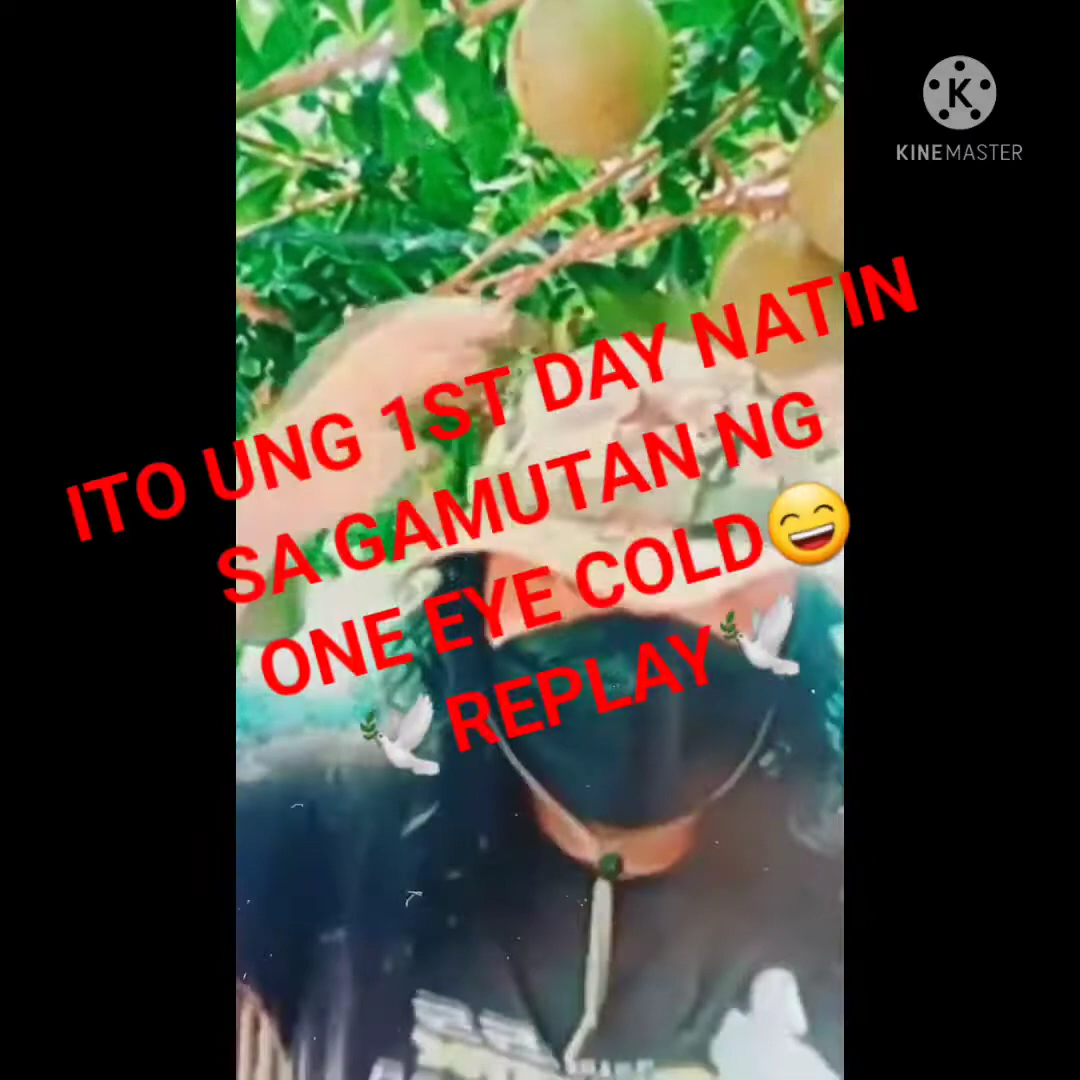 KINEMASTER
ITO UNG 1ST DAY NATIN
SA GAMUTAN NG
ONE EYE COLD😄
REPLAY